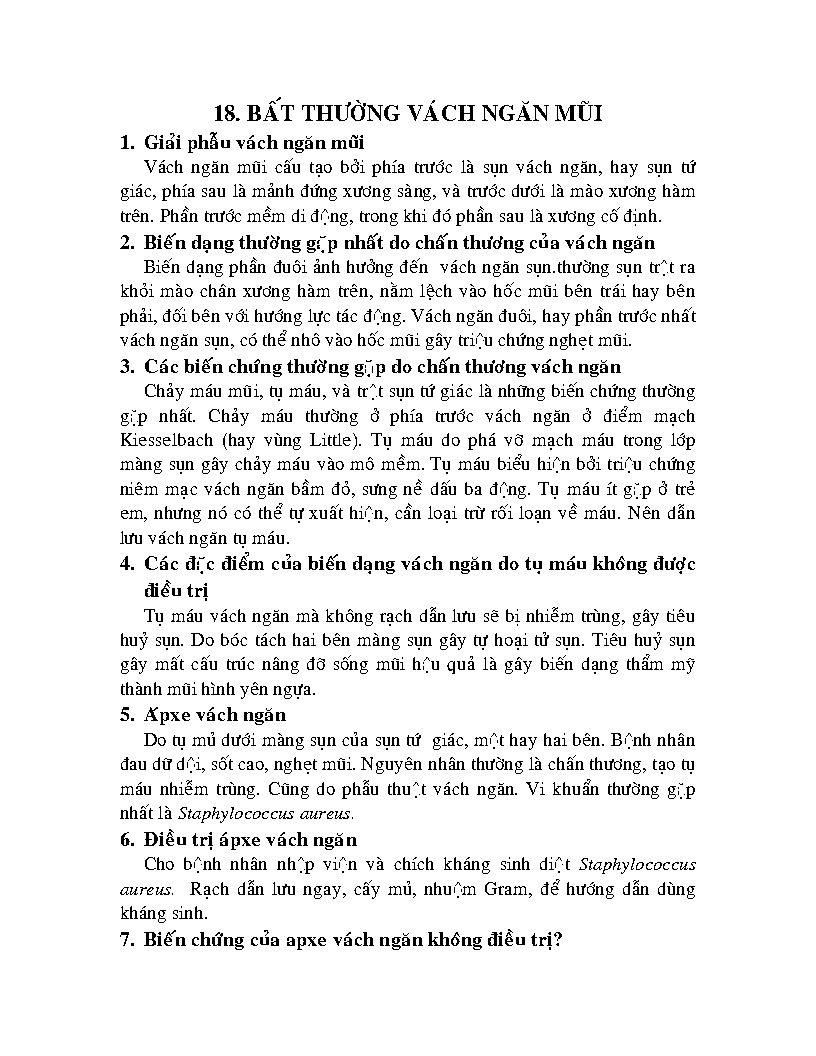 18. BẤT THƯỜNG VÁCH NGĂN MŨI
1. Giải phẫu vách ngăn mũi
Vách ngăn mũi cấu tạo bởi phía trước là sụn vách ngăn, hay sụn tứ
giác, phía sau là mảnh đứng xương sàng, và trước dưới là mào xương hàm
trên. Phần trước mềm di động, trong khi đó phần sau là xương cố định.
2. Biến dạng thường gặp nhất do chấn thương của vách ngăn
Biến dạng phần đuôi ảnh hưởng đến vách ngăn sụn.thường sụn trật ra
khỏi mào chân xương hàm trên, nằm lệch vào hốc mũi bên trái hay bên
phải, đối bên với hướng lực tác động. Vách ngăn đuôi, hay phần trước nhất
vách ngăn sụn, có thể nhô vào hốc mũi gây triệu chứng nghẹt mũi.
3. Các biến chứng thường gặp do chấn thương vách ngăn
Chảy máu mũi, tụ máu, và trật sụn tứ giác là những biến chứng thường
gặp nhất. Chảy máu thường ở phía trước vách ngăn ở điểm mạch
Kiesselbach (hay vùng Little). Tụ máu do phá vỡ mạch máu trong lớp
màng sụn gây chảy máu vào mô mềm. Tụ máu biểu hiện bởi triệu chứng
niêm mạc vách ngăn bầm đỏ, sưng nề dấu ba động. Tụ máu ít gặp ở trẻ
em, nhưng nó có thể tự xuất hiện, cần loại trừ rối loạn về máu. Nên dẫn
lưu vách ngăn tụ máu.
4. Các đặc điểm của biến dạng vách ngăn do tụ máu không được
điều trị
Tụ máu vách ngăn mà không rạch dẫn lưu sẽ bị nhiễm trùng, gây tiêu
huỷ sụn. Do bóc tách hai bên màng sụn gây tự hoại tử sụn. Tiêu huỷ sụn
gây mất cấu trúc nâng đỡ sống mũi hậu quả là gây biến dạng thẩm mỹ
thành mũi hình yên ngựa.
5. Ápxe vách ngăn
Do tụ mủ dưới màng sụn của sụn tứ giác, một hay hai bên. Bệnh nhân
đau dữ dội, sốt cao, nghẹt mũi. Nguyên nhân thường là chấn thương, tạo tụ
máu nhiễm trùng. Cũng do phẫu thuật vách ngăn. Vi khuẩn thường gặp
nhất là Staphylococcus aureus.
6. Điều trị ápxe vách ngăn
Cho bệnh nhân nhập viện và chích kháng sinh diệt Staphylococcus
aureus. Rạch dẫn lưu ngay, cấy mủ, nhuộm Gram, để hướng dẫn dùng
kháng sinh.
7. Biến chứng của apxe vách ngăn không điều trị?